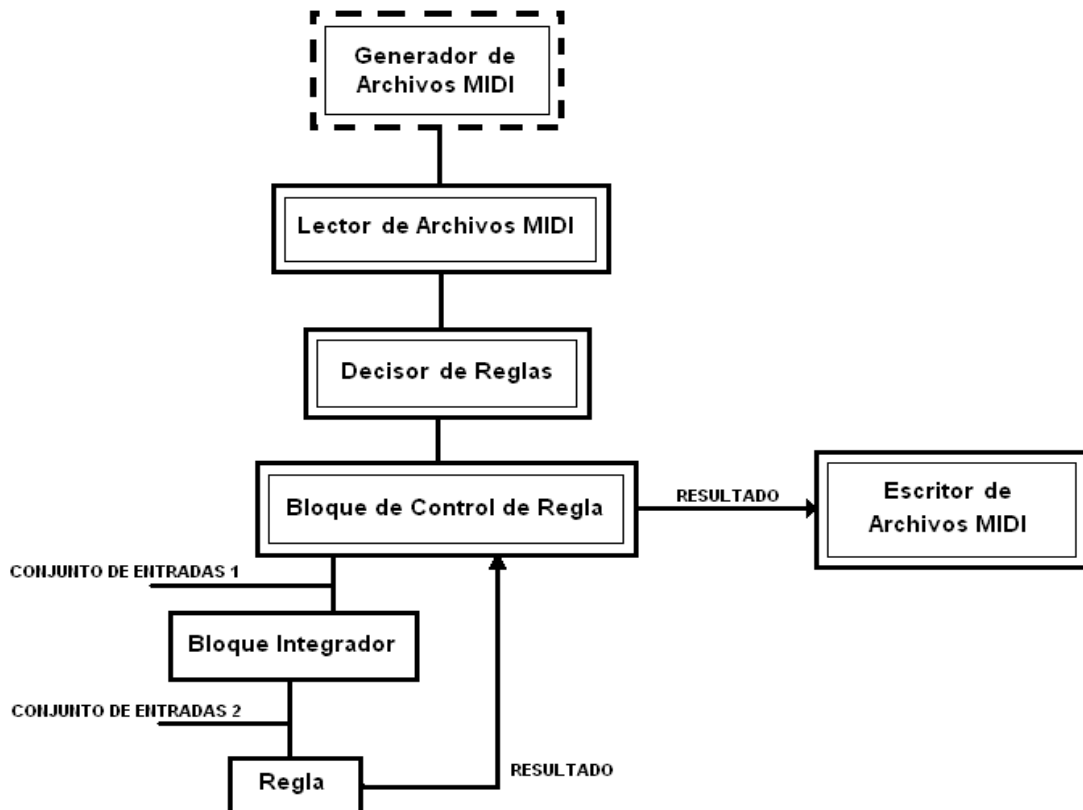 Generador de
Archivos MIDI
Lector de Archivos MIDI
Decisor de Reglas
Bloque de Control de Regla
RESULTADO
Escritor de
Archivos MIDI
CONJUNTO DE ENTRADAS 1
Bloque Integrador
CONJUNTO DE ENTRADAS 2
Regla
RESULTADO